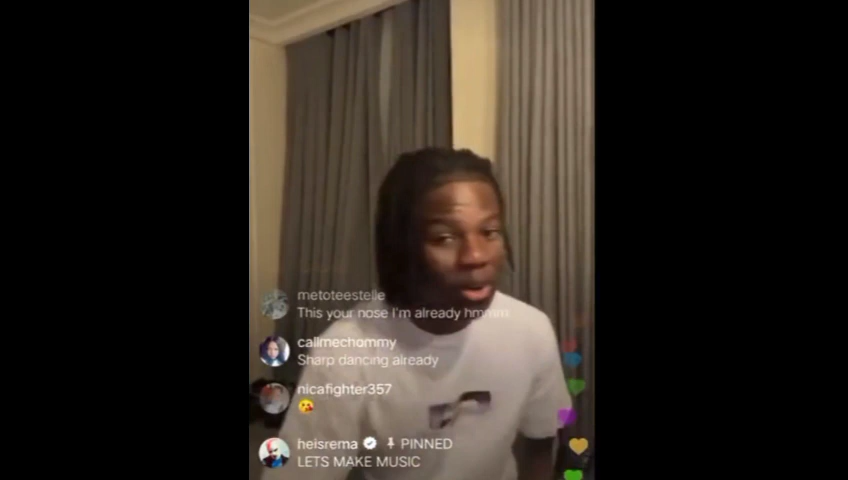 metoteestelle
This your nose I'm already hmmm
callmechommy
Sharp dancing already
nicafighter357
heisrema PINNED
LETS MAKE MUSIC